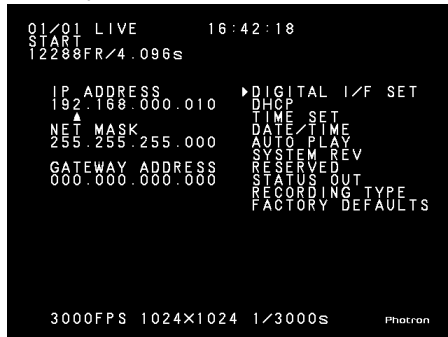 01/01 LIVE 16:42:18
START
12288FR/4.096s
IP ADDRESS
192.168.000.010
NET MASK
255.255.255.000
GATEWAY ADDRESS
000.000.000.000
DIGITAL I/F SET
DHCP
TIME SET
DATE/TIME
AUTO PLAY
SYSTEM REV
RESERVED
STATUS OUT
RECORDING TYPE
FACTORY DEFAULTS
3000FPS 1024×1024 1/3000s
Photron